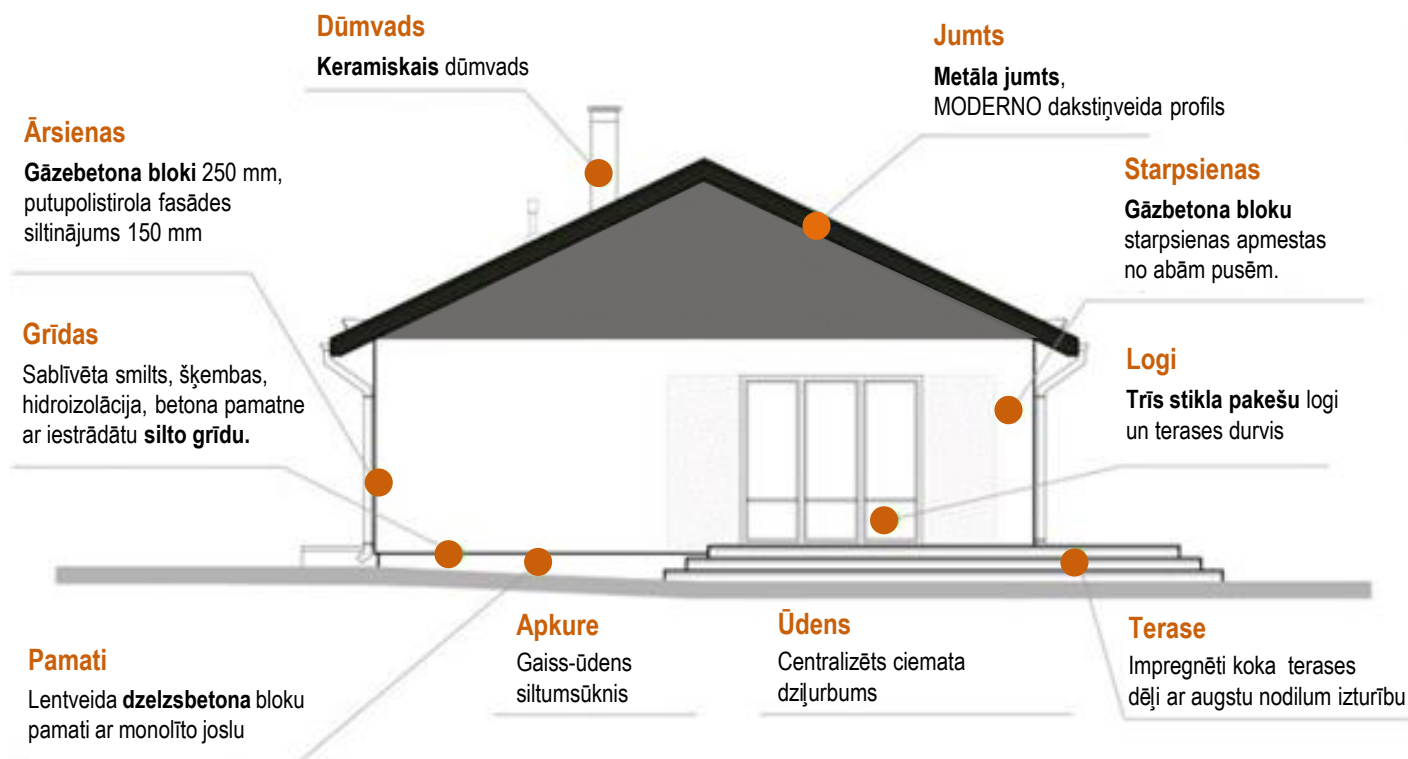 Dūmvads
Keramiskais dūmvads
Jumts
Metāla jumts,
MODERNO dakstiņveida profils
Ārsienas
Gāzebetona bloki 250 mm,
putupolistirola fasādes
siltinājums 150 mm
Starpsienas
Gāzbetona bloku
starpsienas apmestas
no abām pusēm.
Grīdas
Sablīvēta smilts, šķembas,
hidroizolācija, betona pamatne
ar iestrādātu silto grīdu.
Logi
Trīs stikla pakešu logi
un terases durvis
Pamati
Lentveida dzelzsbetona bloku
pamati ar monolīto joslu
Apkure
Gaiss-ūdens
siltumsūknis
Ūdens
Centralizēts ciemata
dziļurbums
Terase
Impregnēti koka terases
dēļi ar augstu nodilum izturību